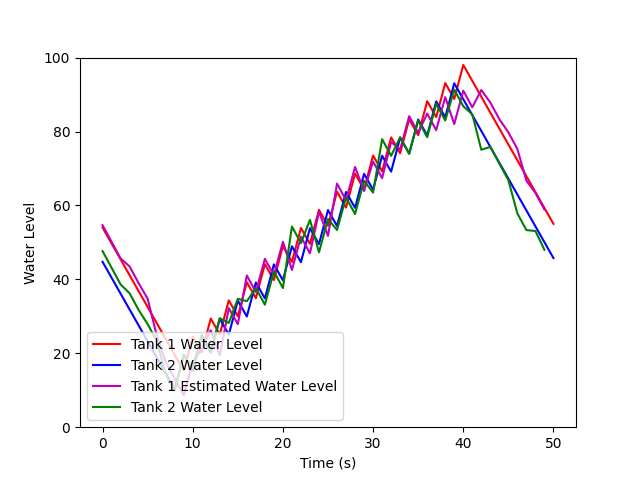 100
80
60
40
20
0
Water Level
Tank 1 Water Level
Tank 2 Water Level
Tank 1 Estimated Water Level
Tank 2 Water Level
0 10 20 30 40 50
Time (s)